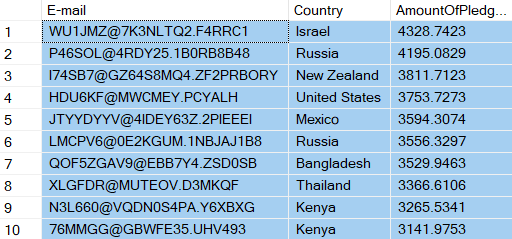 E-mail Country AmountOfPledg...
1 WU1JMZ@7K3NLTQ2.F4RRC1 Israel 4328.7423
2 P46SOL@4RDY25.1B0RB8B48 Russia 4195.0829
3 I74SB7@GZ64S8MQ4.ZF2PRBORY New Zealand 3811.7123
4 HDU6KF@MWCMEY.PCYALH United States 3753.7273
5 JTYYDYYV@4IDEY63Z.2PIEEEI Mexico 3594.3074
6 LMCPV6@0E2KGUM.1NBJAJ1B8 Russia 3556.3297
7 QOF5ZGAV9@EBB7Y4.ZSD0SB Bangladesh 3529.9463
8 XLGFDR@MUTEOV.D3MKQF Thailand 3366.6106
9 N3L660@VQDN0S4PA.Y6XBXG Kenya 3265.5341
10 76MMGG@GBWFE35.UHV493 Kenya 3141.9753